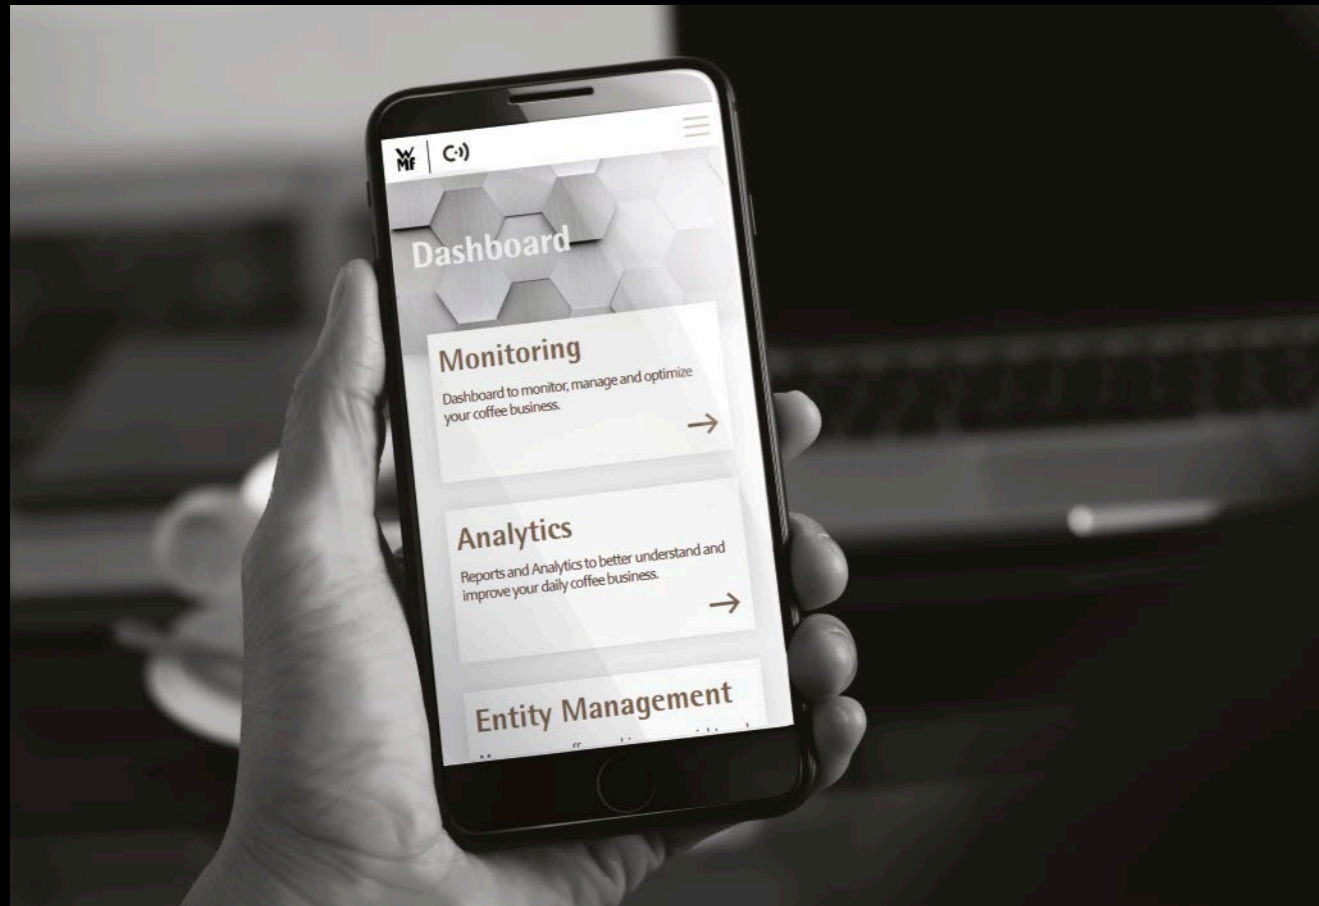 WMF
Dashboard
Monitoring
Dashboard to monitor, manage and optimize
your coffee business.
Analytics
Reports and Analytics to better understand and
improve your daily coffee business.
Entity Management